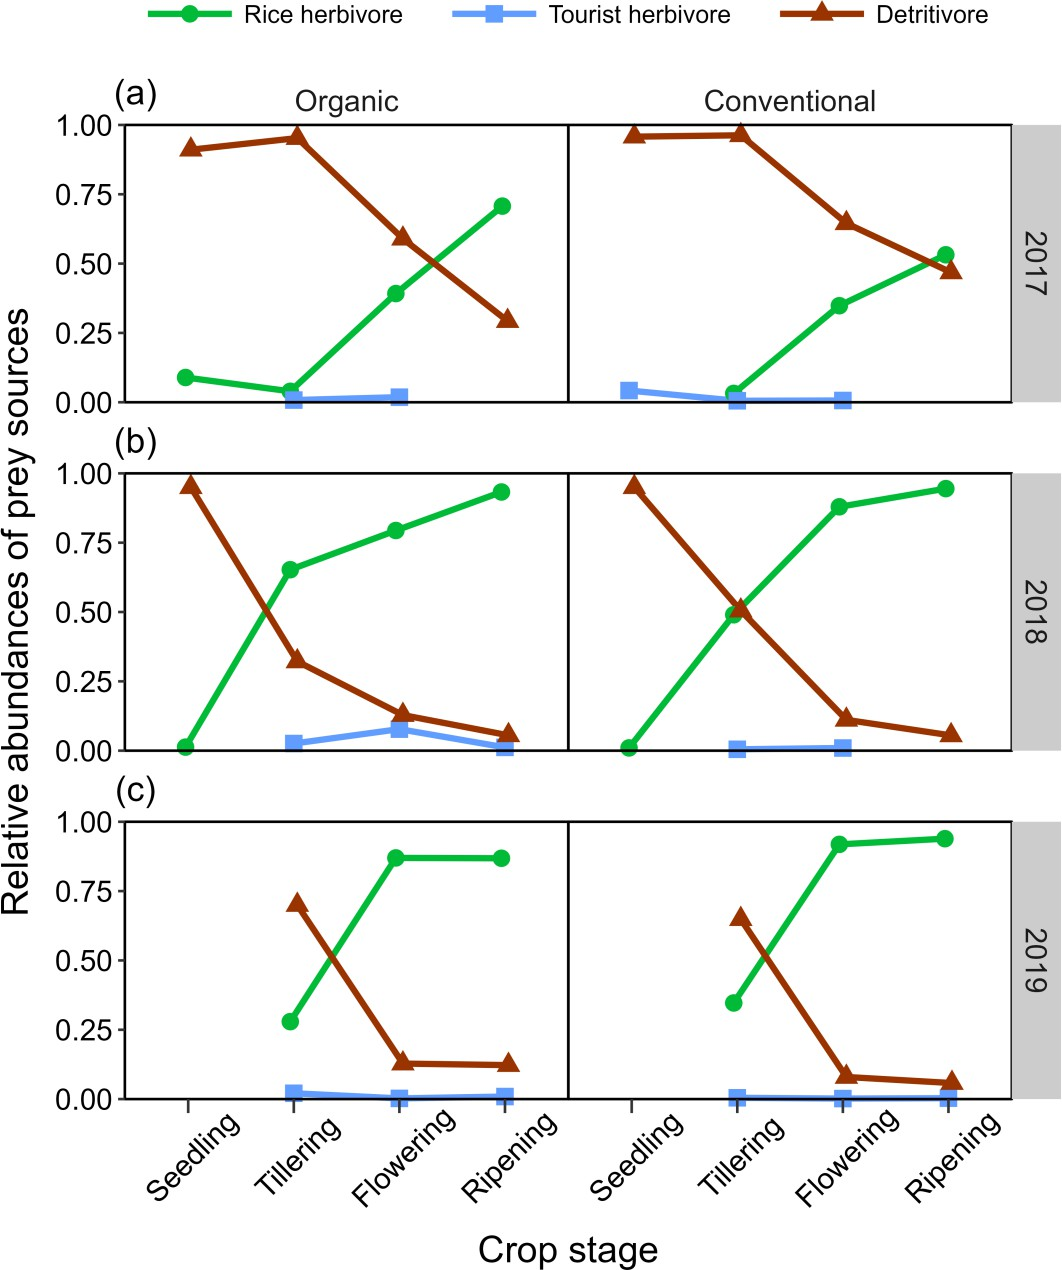 Rice herbivore Tourist herbivore Detritivore
(a)
Organic Conventional
1.00
0.75
0.50
0.25
0.00
2017
(b)
1.00
0.75
0.50
0.25
0.00
2018
(c)
1.00
0.75
0.50
0.25
0.00
2019
Relative abundances of prey sources
Seedling Tillering Flowering Ripening Seedling Tillering Flowering Ripening
Crop stage